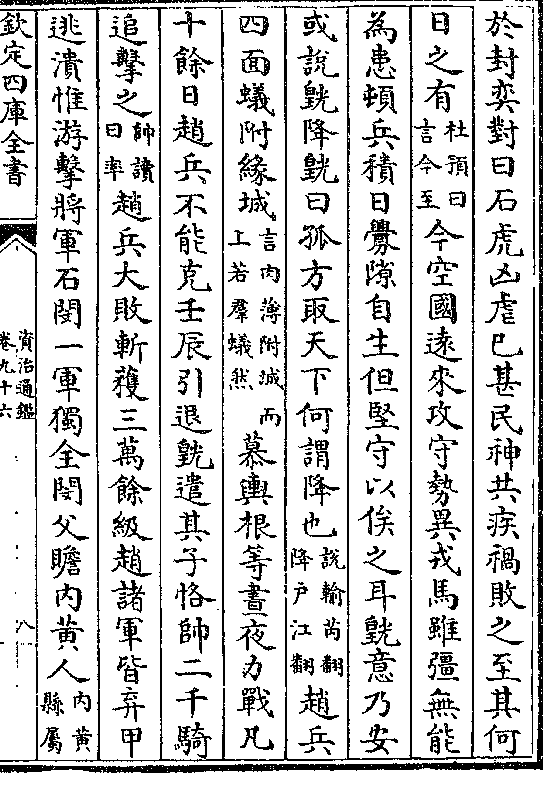 於封奕對曰石虎凶虐已甚民神共疾禍敗之至其何
日之有杜預曰言今至今空國遠來攻守勢異戎馬雖彊無能
為患頓兵積日釁隙自生但堅守以俟之耳皝意乃安
或說皝降皝曰孤方取天下何謂降也說輸芮翻降戶江翻趙兵
四面蟻附緣城言肉薄附城而上若羣蟻然慕輿根等晝夜力戰凡
十餘日趙兵不能克壬辰引退皝遣其子恪帥二千騎
追擊之帥讀曰率趙兵大敗斬獲三萬餘級趙諸軍皆弃甲
逃潰惟游擊將軍石閔一軍獨全閔父瞻内黄人内黄縣屬
欽定四庫全書
資治通鑑
卷九十六
八